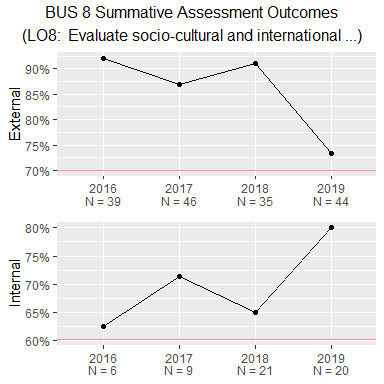 BUS 8 Summative Assessment Outcomes
(LO8:  Evaluate socio-cultural and international ...)
External
90%
85%
80%
75%
70%
2016 2017 2018 2019
N = 39 N = 46 N = 35 N = 44
Internal
80%
75%
70%
65%
60%
2016 2017 2018 2019
N = 6 N = 9 N = 21 N = 20